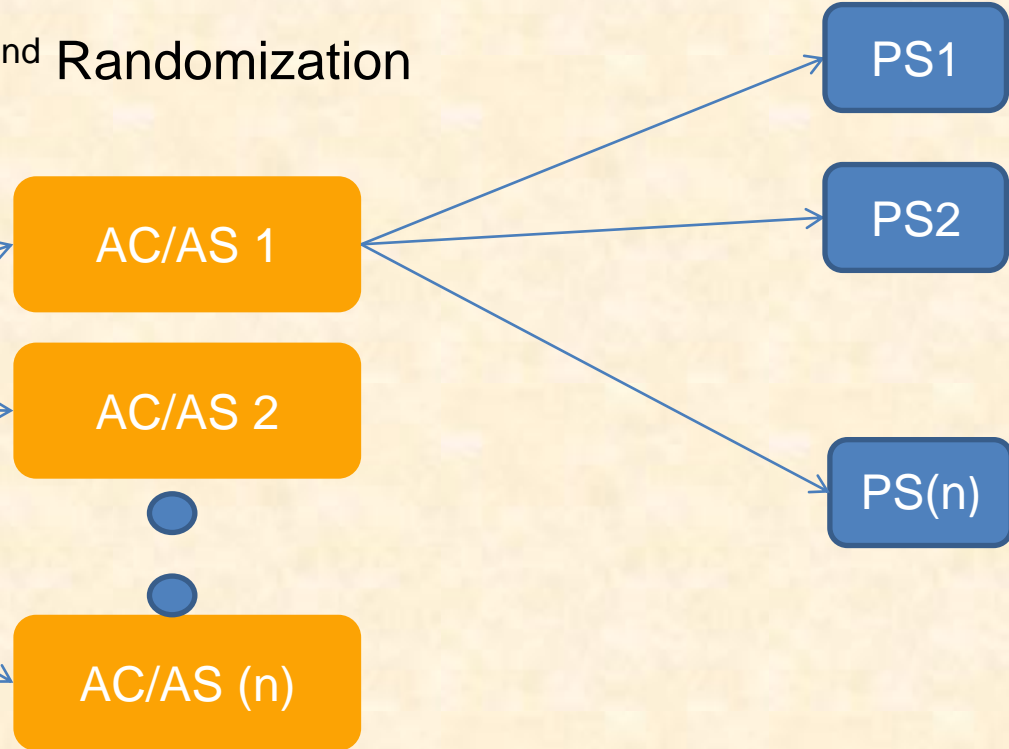 nd Randomization
PS1
AC/AS 1
PS2
AC/AS 2
PS(n)
AC/AS (n)